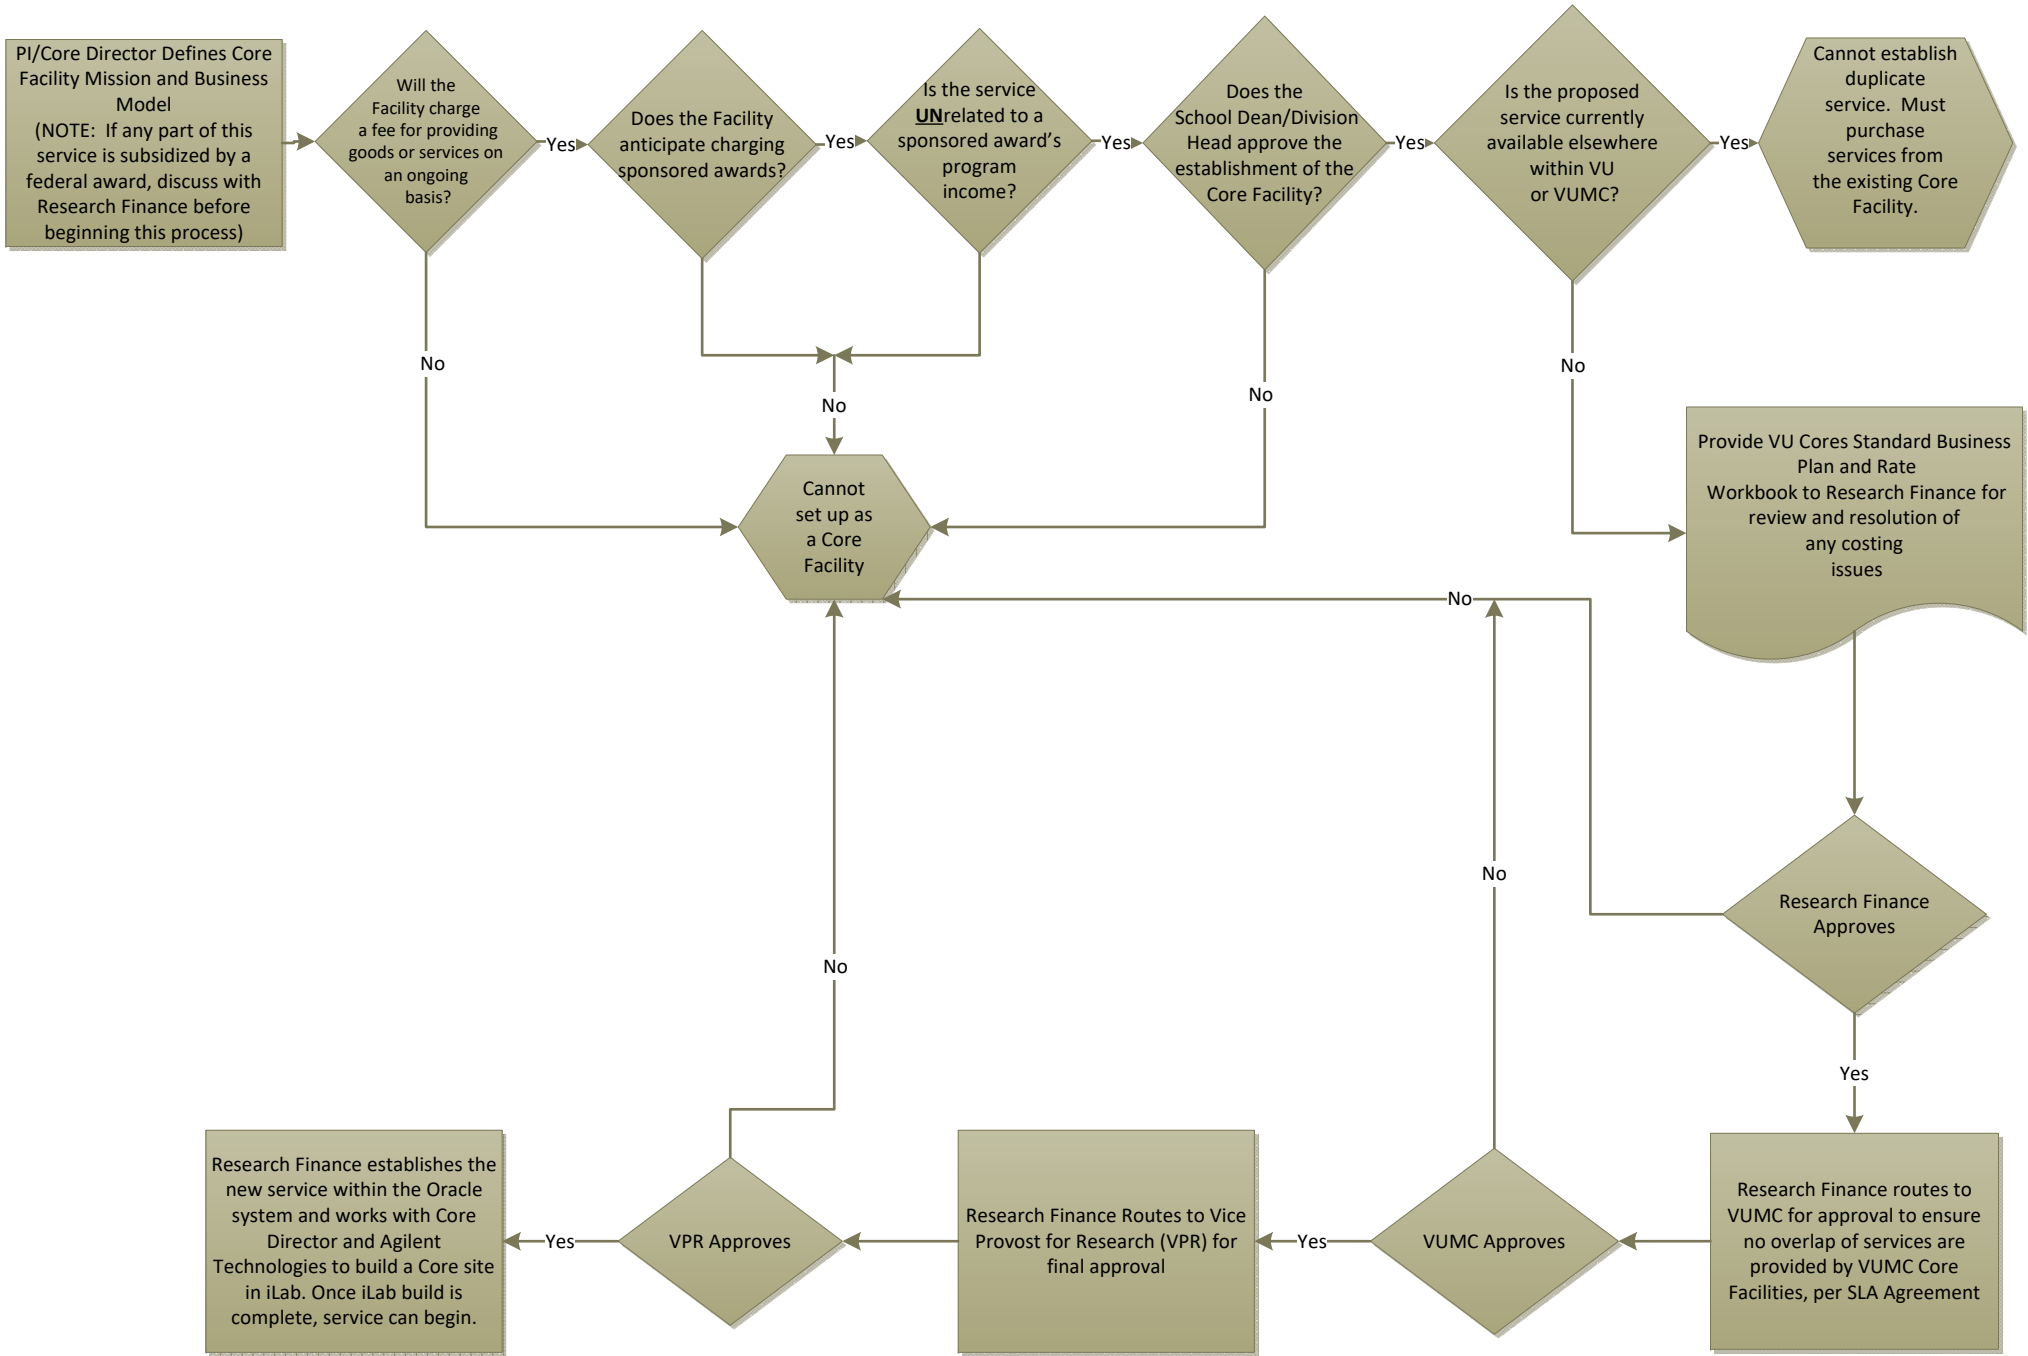 PI/Core Director Defines Core
Facility Mission and Business
Model
(NOTE:  If any part of this
service is subsidized by a
federal award, discuss with
Research Finance before
beginning this process)
Will the
Facility charge
a fee for providing
goods or services on
an ongoing
basis?
Yes
Does the Facility
anticipate charging
sponsored awards?
Yes
Is the service
UNrelated to a
sponsored award’s
program
income?
Yes
Does the
School Dean/Division
Head approve the
establishment of the
Core Facility?
Yes
Is the proposed
service currently
available elsewhere
within VU
or VUMC?
Yes
Cannot establish
duplicate
service.  Must
purchase
services from
the existing Core
Facility.
No
No
No
No
Cannot
set up as
a Core
Facility
Provide VU Cores Standard Business
Plan and Rate
Workbook to Research Finance for
review and resolution of
any costing
issues
No
No
Research Finance
Approves
No
Yes
Research Finance establishes the
new service within the Oracle
system and works with Core
Director and Agilent
Technologies to build a Core site
in iLab. Once iLab build is
complete, service can begin.
Yes
VPR Approves
Research Finance Routes to Vice
Provost for Research (VPR) for
final approval
Yes
VUMC Approves
Research Finance routes to
VUMC for approval to ensure
no overlap of services are
provided by VUMC Core
Facilities, per SLA Agreement